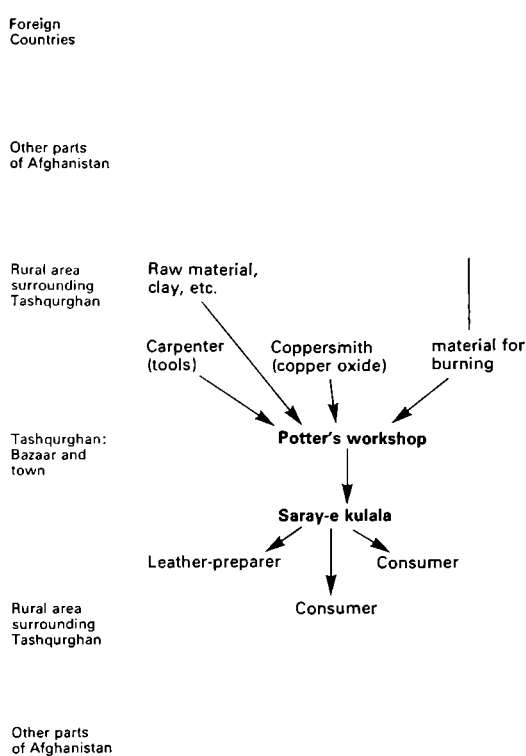 Foreign
Countries
Other parts
of Afghanistan
Rural area
surrounding
Tashqurghan
Raw material,
clay, etc.
Carpenter
(tools)
Coppersmith
(copper oxide)
material for
burning
Tashqurghan:
Bazaar and
town
Potter's workshop
Saray-e kulala
Leather-preparer
Consumer
Rural area
surrounding
Tashqurghan
Consumer
Other parts
of Afghanistan